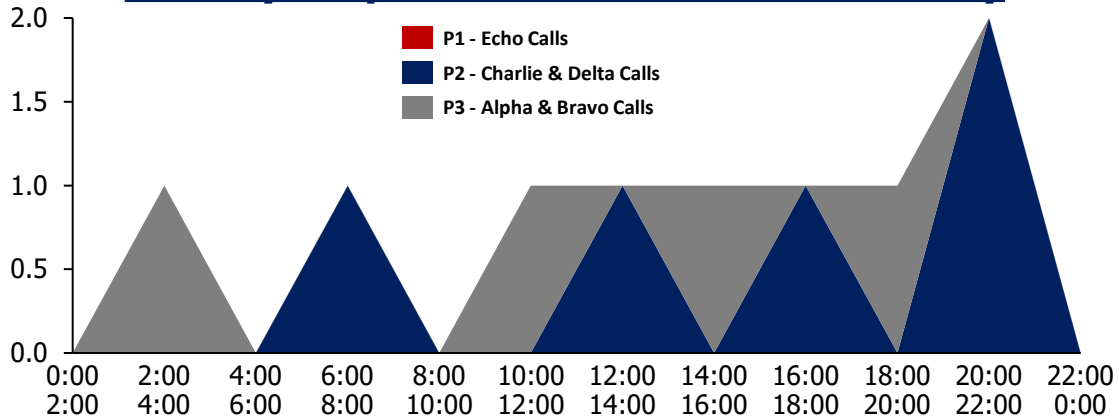 2.0
P1 - Echo Calls
P2 - Charlie & Delta Calls
1.5
P3 - Alpha & Bravo Calls
1.0
0.5
0.0
0:00 2:00 4:00 6:00 8:00 10:00 12:00 14:00 16:00 18:00 20:00 22:00
2:00 4:00 6:00 8:00 10:00 12:00 14:00 16:00 18:00 20:00 22:00 0:00